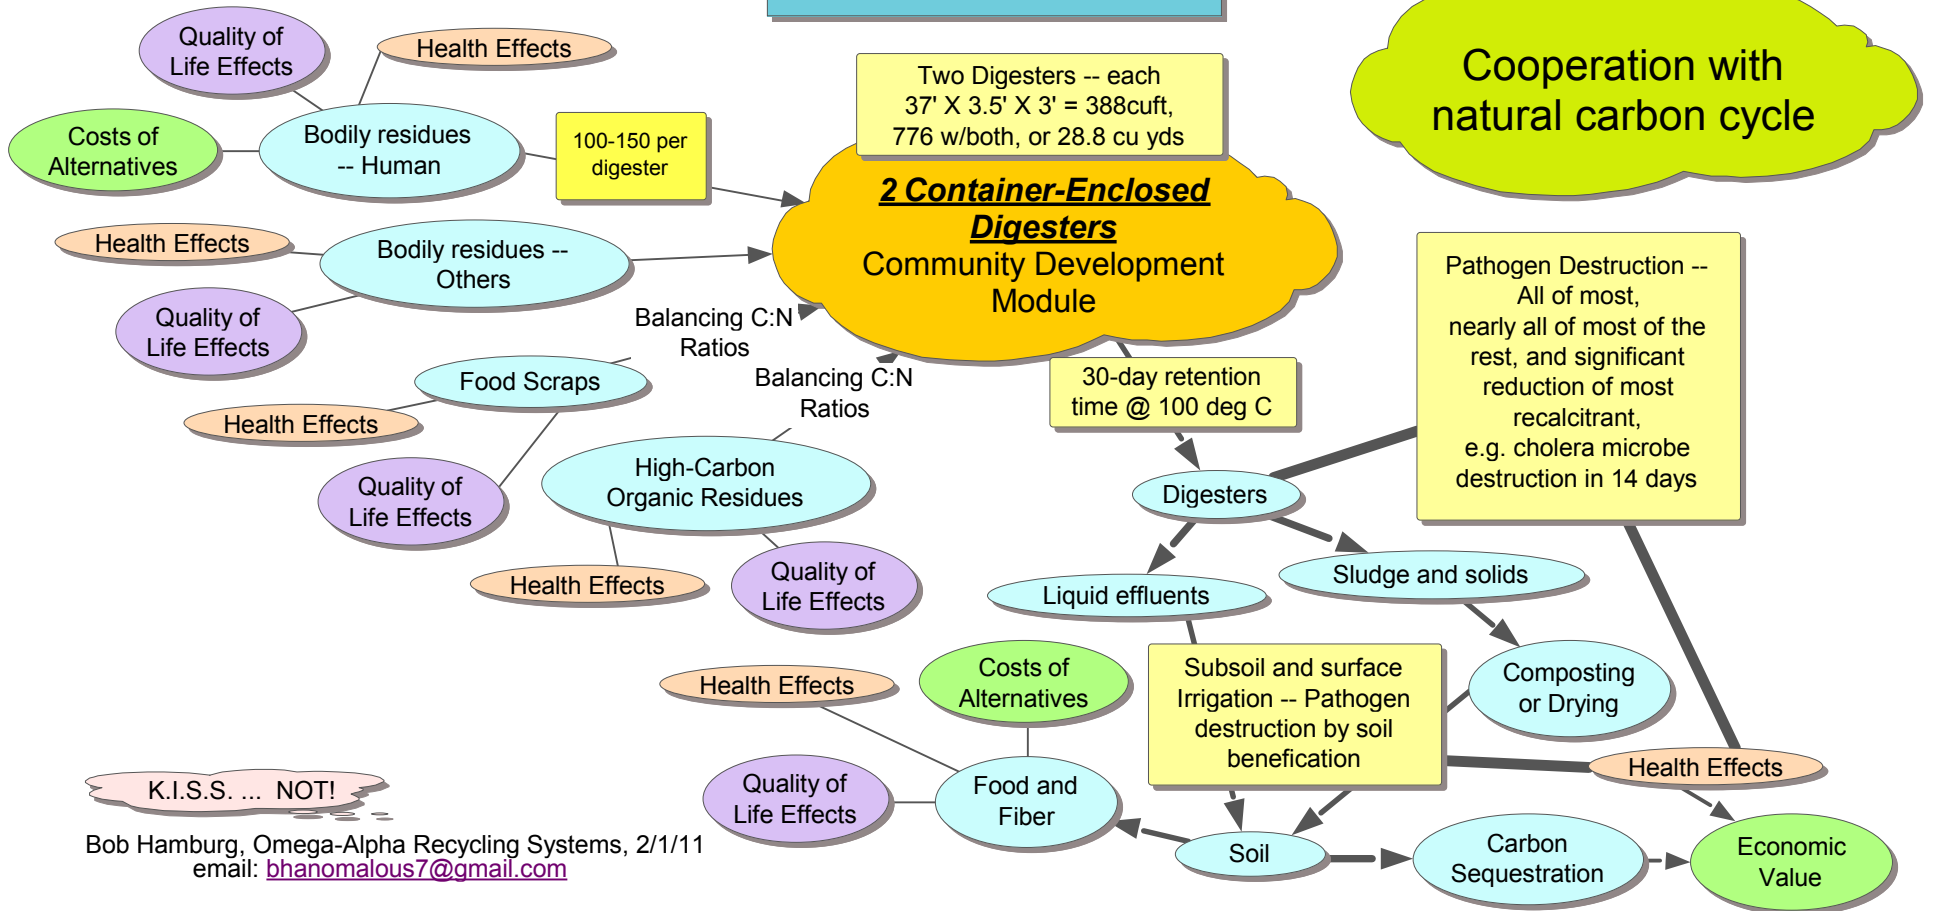 Quality of
Life Effects
Health Effects
Costs of
Alternatives
Bodily residues
-- Human
100-150 per
digester
Two Digesters -- each
37' X 3.5' X 3' = 388cuft,
776 w/both, or 28.8 cu yds
2 Container-Enclosed
Digesters
Community Development
Module
Cooperation with
natural carbon cycle
Health Effects
Bodily residues --
Others
Quality of
Life Effects
Balancing C:N
Ratios
Food Scraps
Health Effects
Quality of
Life Effects
Balancing C:N
Ratios
High-Carbon
Organic Residues
Health Effects
Quality of
Life Effects
30-day retention
time @ 100 deg C
Pathogen Destruction --
All of most,
nearly all of most of the
rest, and significant
reduction of most
recalcitrant,
e.g. cholera microbe
destruction in 14 days
Digesters
Liquid effluents
Sludge and solids
Composting
or Drying
Subsoil and surface
Irrigation -- Pathogen
destruction by soil
benefication
Health Effects
Costs of
Alternatives
Health Effects
Quality of
Life Effects
Food and
Fiber
Soil
Carbon
Sequestration
Economic
Value
K.I.S.S. ... NOT!
Bob Hamburg, Omega-Alpha Recycling Systems, 2/1/11
email: bhanomalous7@gmail.com